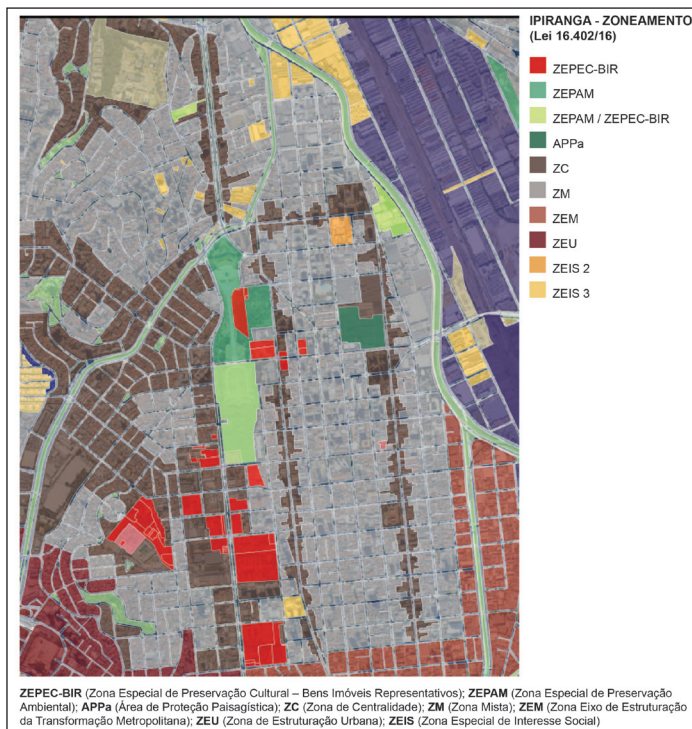 IPIRANGA - ZONEAMENTO
(Lei 16.402/16)
ZEPEC-BIR
ZEPAM
ZEPAM / ZEPEC-BIR
APPa
ZC
ZM
ZEM
ZEU
ZEIS 2
ZEIS 3
ZEPEC-BIR (Zona Especial de Preservação Cultural – Bens Imóveis Representativos); ZEPAM (Zona Especial de Preservação
Ambiental); APPa (Área de Proteção Paisagística); ZC (Zona de Centralidade); ZM (Zona Mista); ZEM (Zona Eixo de Estruturação
da Transformação Metropolitana); ZEU (Zona de Estruturação Urbana); ZEIS (Zona Especial de Interesse Social)